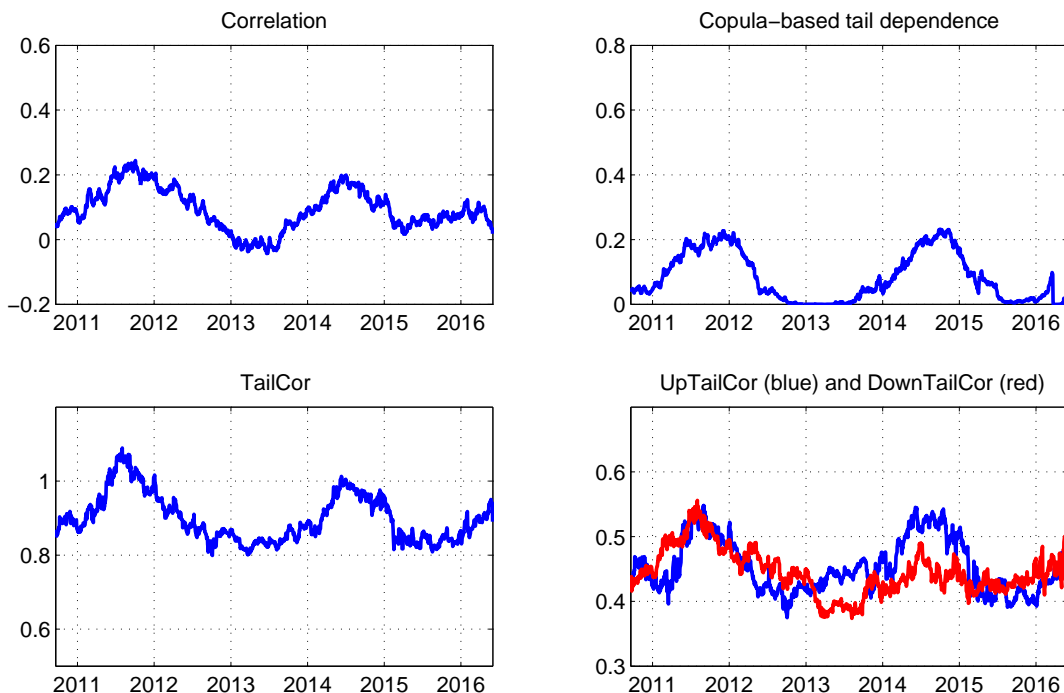 Correlation
0.6
0.4
0.2
0
−0.2
2011 2012 2013 2014 2015 2016
Copula−based tail dependence
0.8
0.6
0.4
0.2
0
2011 2012 2013 2014 2015 2016
TailCor
1
0.8
0.6
2011 2012 2013 2014 2015 2016
UpTailCor (blue) and DownTailCor (red)
0.6
0.5
0.4
0.3
2011 2012 2013 2014 2015 2016